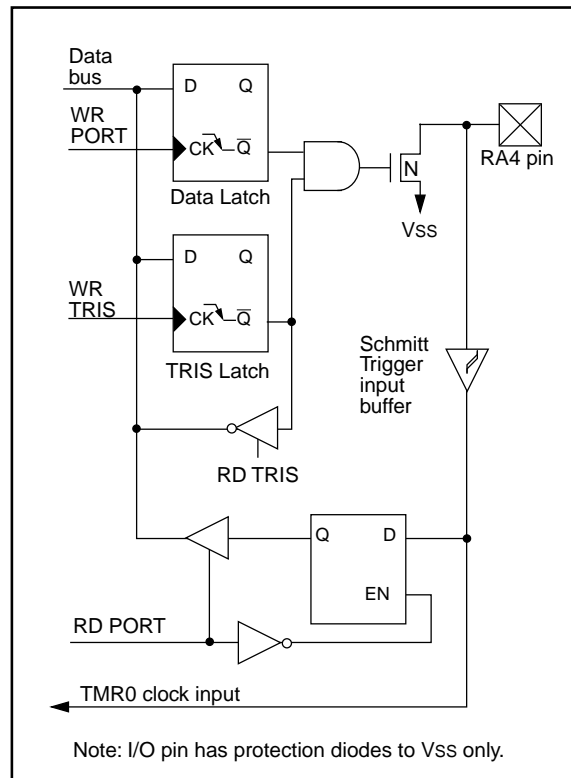 Data
bus
D Q
WR
PORT
CK Q̅
Data Latch
N
RA4 pin
VSS
D Q
WR
TRIS
CK Q̅
TRIS Latch
Schmitt
Trigger
input
buffer
RD TRIS
Q D
EN
RD PORT
TMR0 clock input
Note: I/O pin has protection diodes to VSS only.